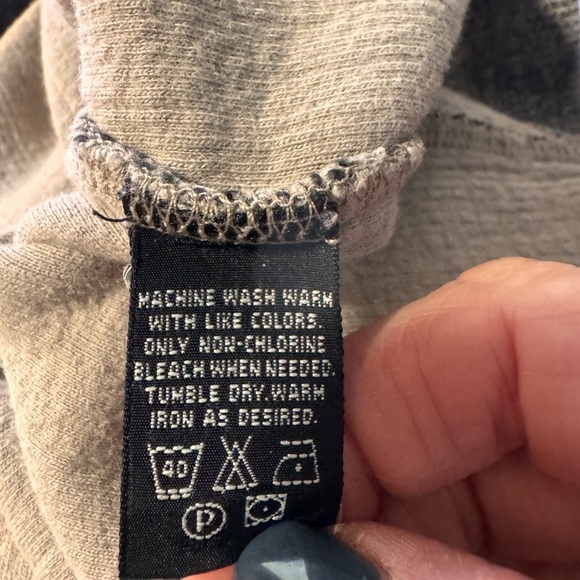 MACHINE WASH WARM
WITH LIKE COLORS.
ONLY NON-CHLORINE
BLEACH WHEN NEEDED.
TUMBLE DRY.WARM
IRON AS DESIRED.
40
P